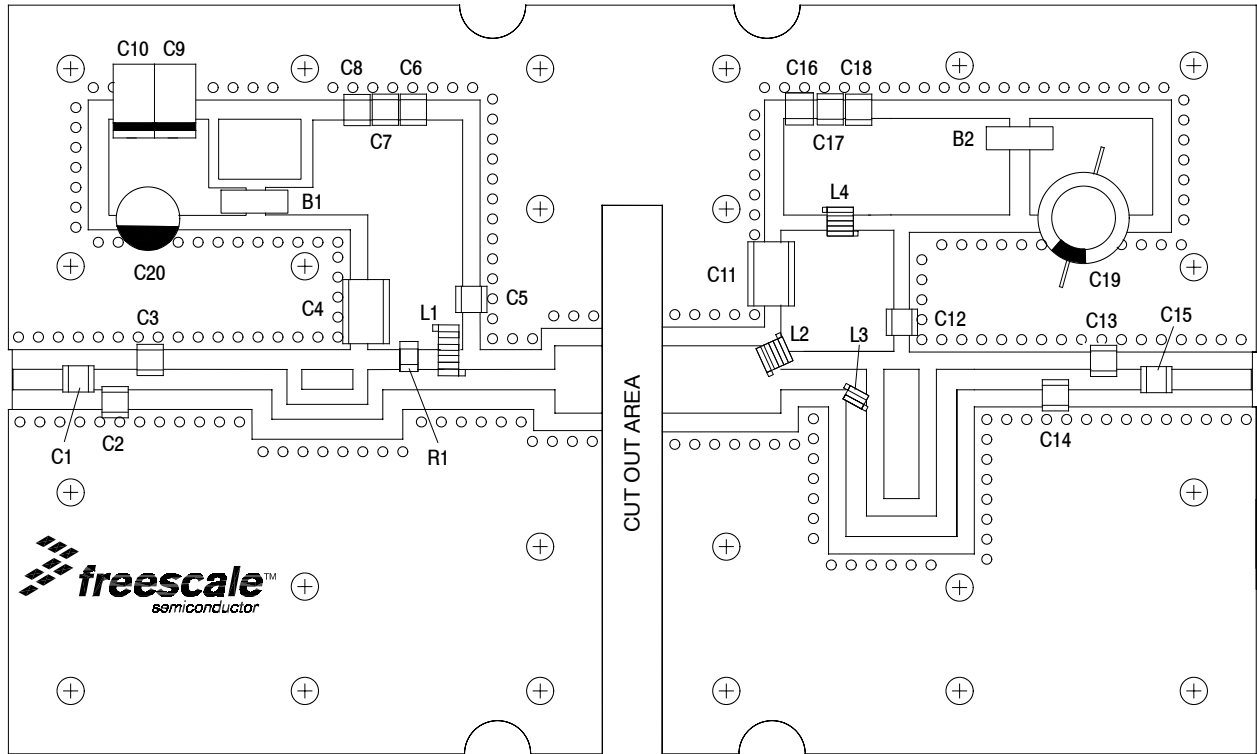 C10 C9
C8 C6
C7
B1
C20
C3
C4
L1
C5
C1
C2
R1
C16 C18
C17
B2
L4
C11
C19
C12
L2
L3
C13
C15
C14
CUT OUT AREA
freescale™
semiconductor